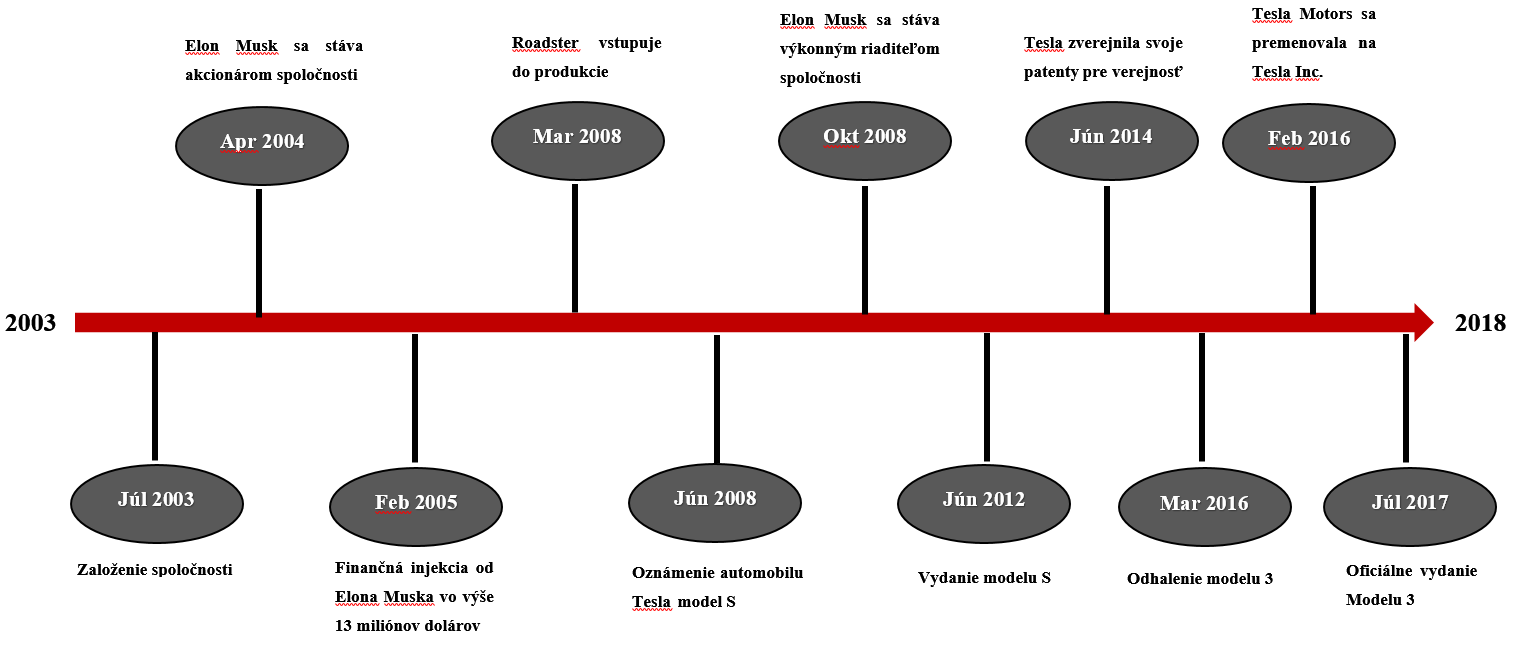 Elon Musk sa stáva
akcionárom spoločnosti
Apr 2004
Roadster vstupuje
do produkcie
Mar 2008
Elon Musk sa stáva
výkonným riaditeľom
spoločnosti
Okt 2008
Tesla zverejnila svoje
patenty pre verejnosť
Jún 2014
Tesla Motors sa
premenovala na
Tesla Inc.
Feb 2016
2003
2018
Júl 2003
Založenie spoločnosti
Feb 2005
Finančná injekcia od
Elona Muska vo výše
13 miliónov dolárov
Jún 2008
Oznámenie automobilu
Tesla model S
Jún 2012
Vydanie modelu S
Mar 2016
Odhalenie modelu 3
Júl 2017
Oficiálne vydanie
Modelu 3